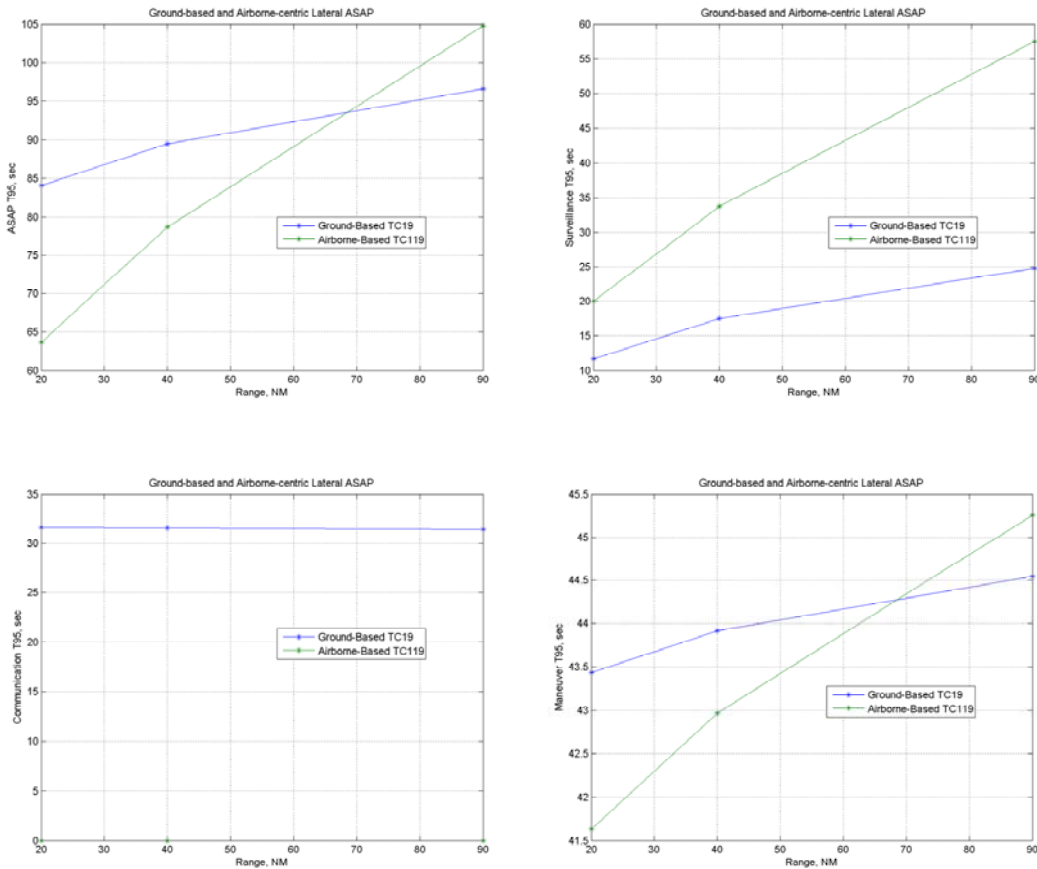 Ground-based and Airborne-centric Lateral ASAP
105
100
95
90
85
80
75
70
65
60
ASAP T95, sec
Ground-Based TC19
Airborne-Based TC119
20 30 40 50 60 70 80 90
Range, NM
Ground-based and Airborne-centric Lateral ASAP
60
55
50
45
40
35
30
25
20
15
10
Surveillance T95, sec
Ground-Based TC19
Airborne-Based TC119
20 30 40 50 60 70 80 90
Range, NM
Ground-based and Airborne-centric Lateral ASAP
35
30
25
20
15
10
5
0
Communication T95, sec
Ground-Based TC19
Airborne-Based TC119
20 30 40 50 60 70 80 90
Range, NM
Ground-based and Airborne-centric Lateral ASAP
45.5
45
44.5
44
43.5
43
42.5
42
41.5
Maneuver T95, sec
Ground-Based TC19
Airborne-Based TC119
20 30 40 50 60 70 80 90
Range, NM